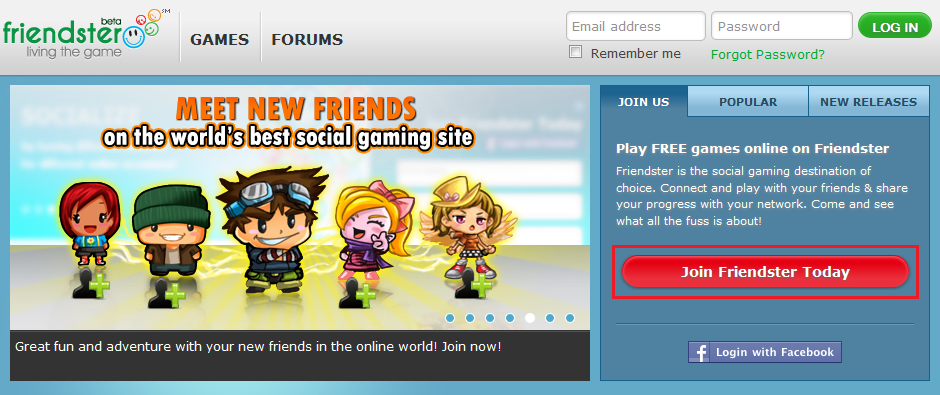 friendster beta SM
living the game
GAMES
FORUMS
Email address
Password
LOG IN
Remember me
Forgot Password?
MEET NEW FRIENDS
on the world's best social gaming site
Great fun and adventure with your new friends in the online world! Join now!
JOIN US
POPULAR
NEW RELEASES
Play FREE games online on Friendster
Friendster is the social gaming destination of
choice. Connect and play with your friends & share
your progress with your network. Come and see
what all the fuss is about!
Join Friendster Today
f Login with Facebook